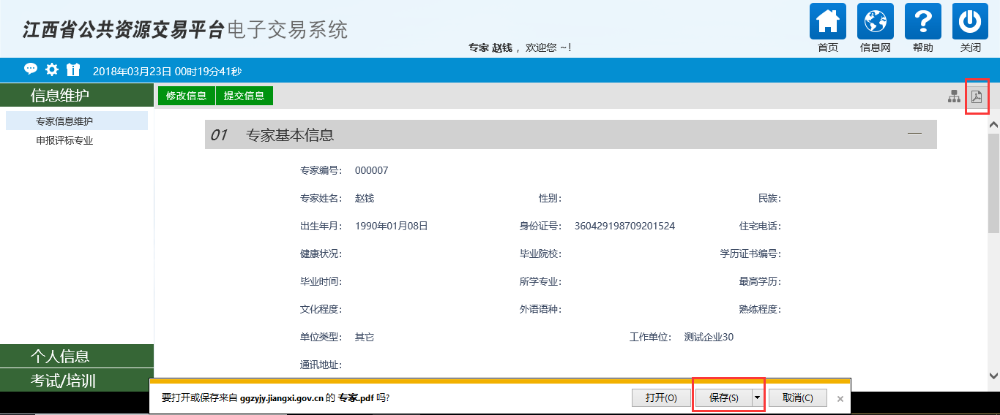 江西省公共资源交易平台电子交易系统
专家 赵钱 ，欢迎您 ~!
首页 信息网 帮助 关闭
2018年03月23日 00时19分41秒
信息维护
修改信息 提交信息
专家信息维护
申报评标专业
01 专家基本信息
专家编号： 000007
专家姓名： 赵钱 性别： 民族：
出生年月： 1990年01月08日 身份证号： 360429198709201524 住宅电话：
健康状况： 毕业院校： 学历证书编号：
毕业时间： 所学专业： 最高学历：
文化程度： 外语语种： 熟练程度：
单位类型： 其它 工作单位： 测试企业30
通讯地址：
个人信息
考试/培训
要打开或保存来自 ggzyjy.jiangxi.gov.cn 的 专家.pdf 吗? 打开(O) 保存(S) 取消(C) ×